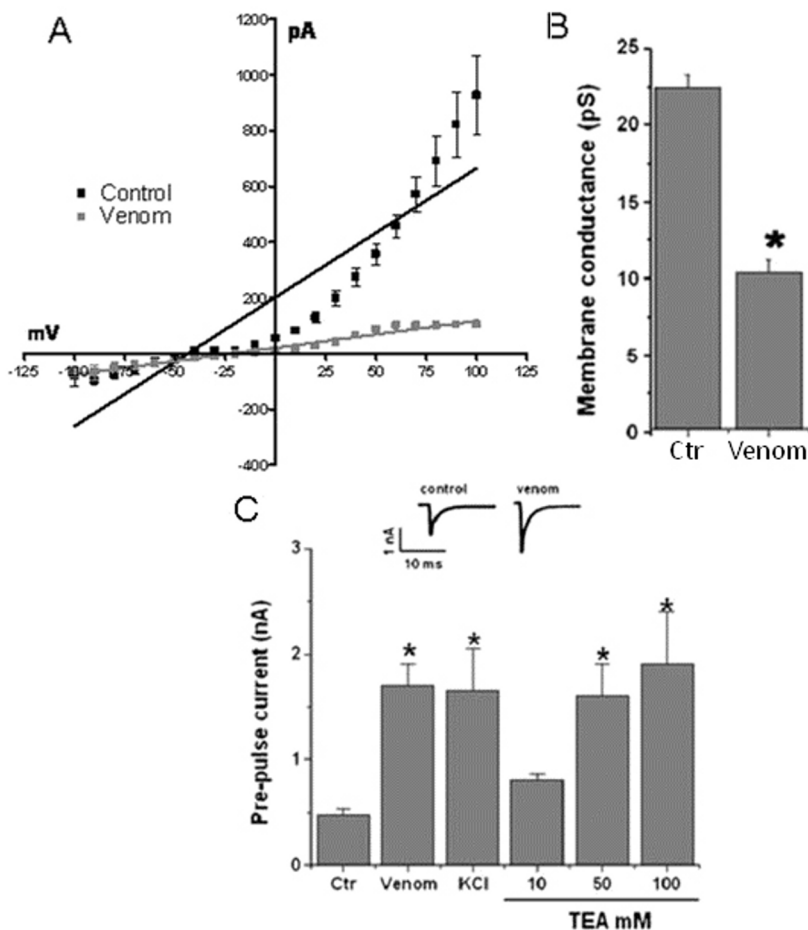 A
pA
1200
1000
800
600
400
200
-200
-400
Control
Venom
mV
-125 -100 -75 -50 -25 25 50 75 100 125
B
Membrane conductance (pS)
25
20
15
10
5
0
Ctr Venom
*
C
control venom
1 nA
10 ms
Pre-pulse current (nA)
3
2
1
0
* * * *
Ctr Venom KCl 10 50 100
TEA mM